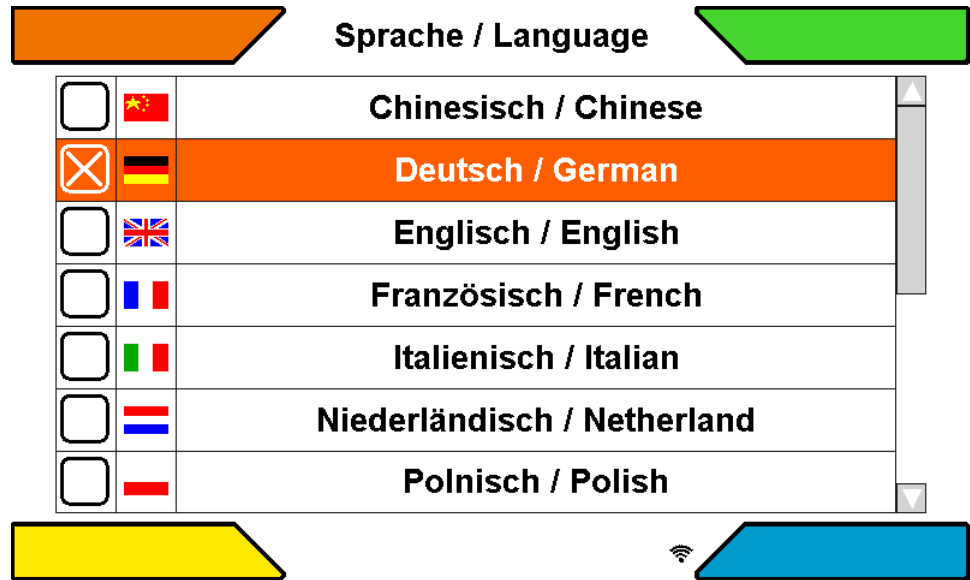 Sprache / Language
Chinesisch / Chinese
Deutsch / German
Englisch / English
Französisch / French
Italienisch / Italian
Niederländisch / Netherland
Polnisch / Polish